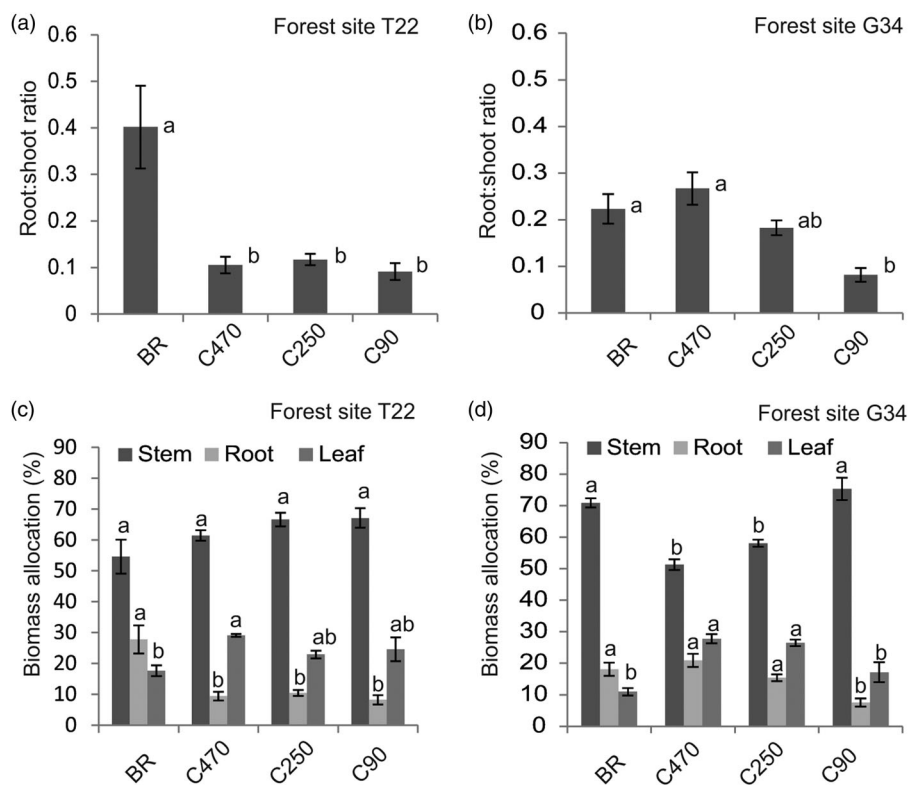 (a) Forest site T22
0.6
0.5
0.4
0.3
0.2
0.1
0
Root:shoot ratio
a
b
b
b
BR C470 C250 C90
(b) Forest site G34
0.6
0.5
0.4
0.3
0.2
0.1
0
Root:shoot ratio
a
a
ab
b
BR C470 C250 C90
(c) Forest site T22
90
80
70
60
50
40
30
20
10
0
Biomass allocation (%)
Stem Root Leaf
a a b
a b a
a b ab
a b ab
BR C470 C250 C90
(d) Forest site G34
90
80
70
60
50
40
30
20
10
0
Biomass allocation (%)
Stem Root Leaf
a a b
b a a
b a a
a b b
BR C470 C250 C90